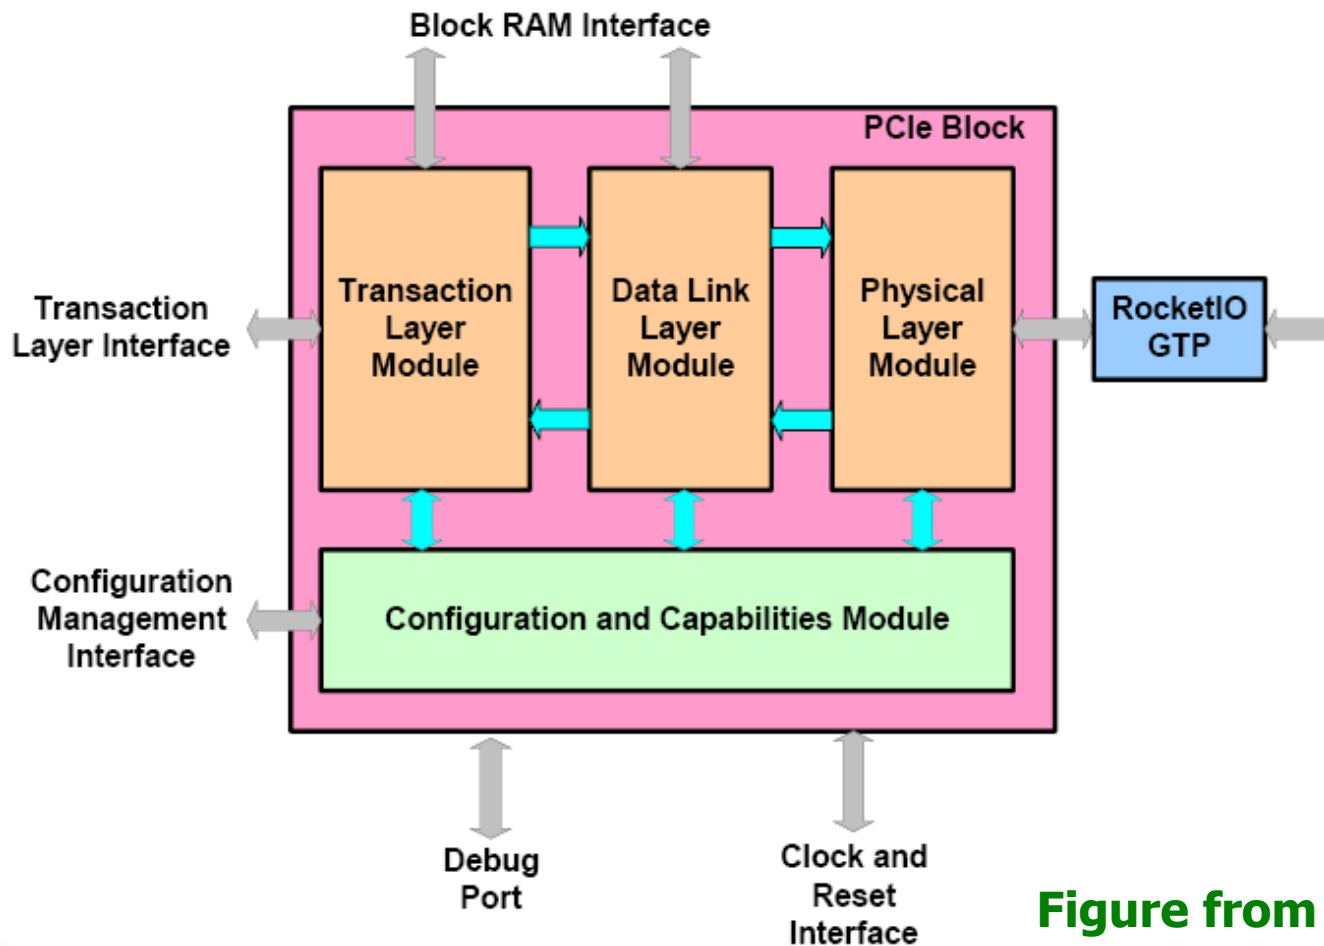 Block RAM Interface
PCIe Block
Transaction
Layer Module
Data Link
Layer
Module
Physical
Layer
Module
RocketIO
GTP
Transaction
Layer Interface
Configuration
Management
Interface
Configuration and Capabilities Module
Debug
Port
Clock and
Reset
Interface
Figure from